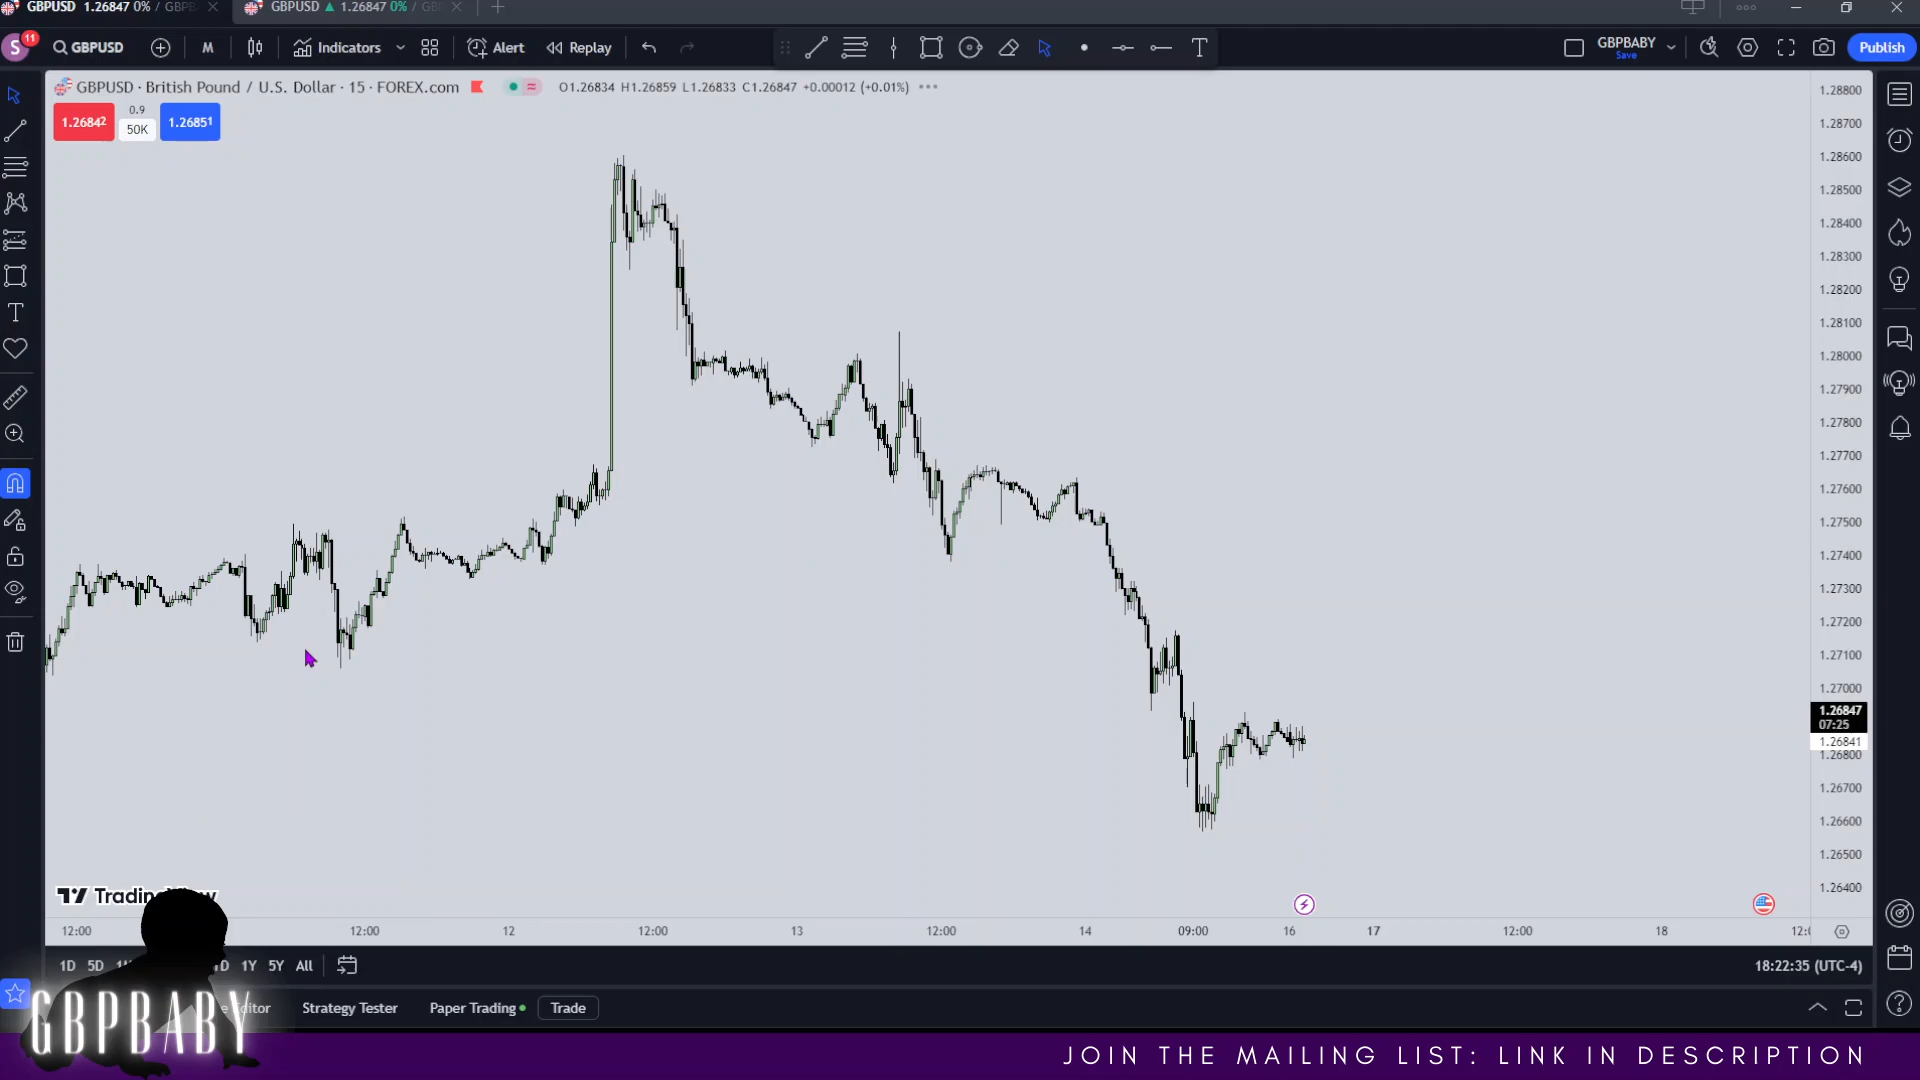 GBPUSD 1.26847 0% / GBP
GBPUSD ▲ 1.26847 0% / GB
S 11
GBPUSD
M
Indicators
Alert
Replay
T
GBPBABY
Save
Publish
GBPUSD · British Pound / U.S. Dollar · 15 · FOREX.com
O1.26834 H1.26859 L1.26833 C1.26847 +0.00012 (+0.01%)
1.26842
0.9
50K
1.26851
1.28800
1.28700
1.28600
1.28500
1.28400
1.28300
1.28200
1.28100
1.28000
1.27900
1.27800
1.27700
1.27600
1.27500
1.27400
1.27300
1.27200
1.27100
1.27000
1.26847
07:25
1.26841
1.26800
1.26700
1.26600
1.26500
1.26400
12:00 12:00 12 12:00 13 12:00 14 09:00 16 17 12:00 18
1D 5D 1Y 5Y All
18:22:35 (UTC-4)
Editor
Strategy Tester
Paper Trading
Trade
GBPBABY
JOIN THE MAILING LIST: LINK IN DESCRIPTION